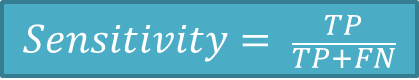 Sensitivity = TP / TP+FN